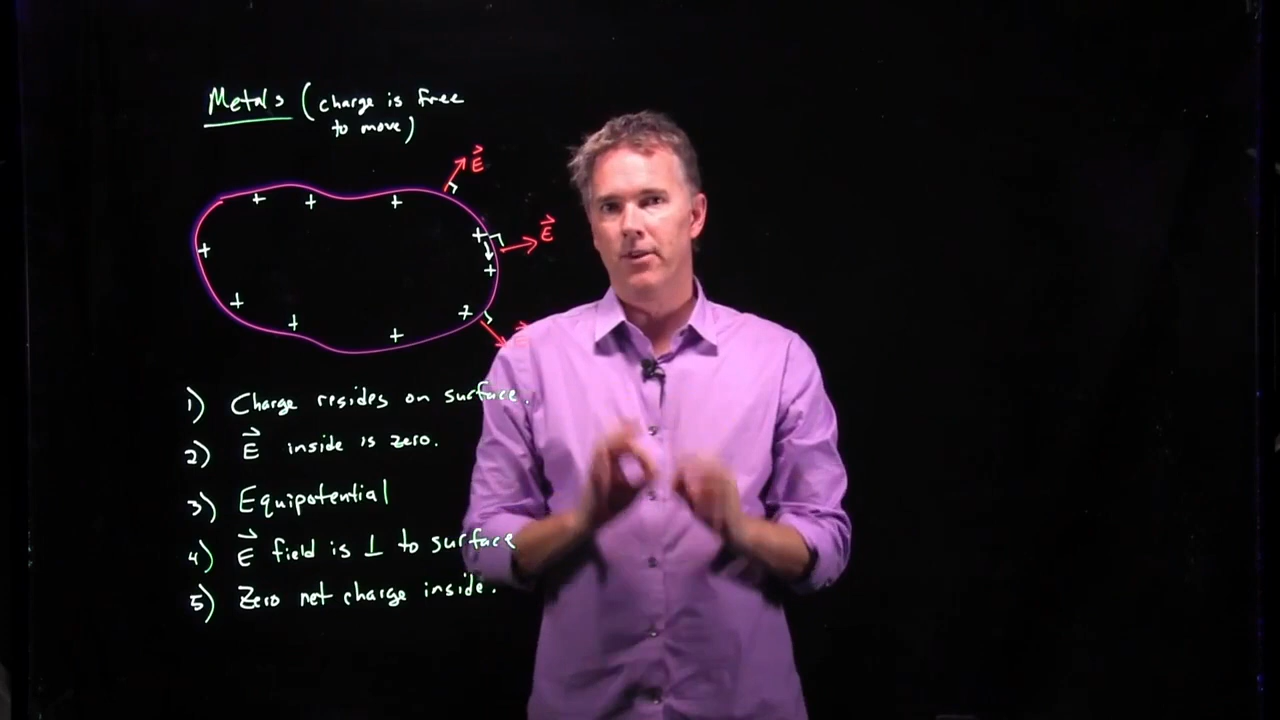 Metals (charge is free
to move)
E⃗
E⃗
+ + +
+ +
+ +
+ + +
1) Charge resides on surface.
2) E⃗ inside is zero.
3) Equipotential
4) E⃗ field is ⊥ to surface
5) Zero net charge inside.